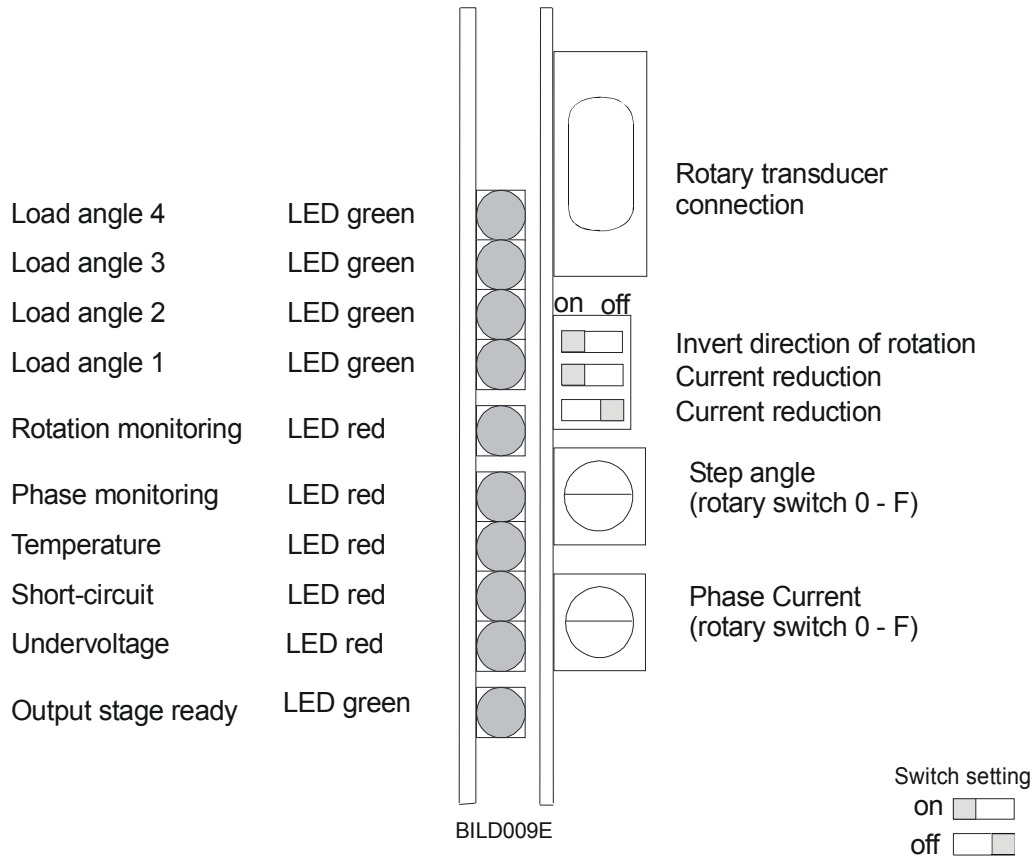 Rotary transducer
connection
Load angle 4 LED green
Load angle 3 LED green
Load angle 2 LED green
Load angle 1 LED green
on off
Invert direction of rotation
Current reduction
Current reduction
Rotation monitoring LED red
Phase monitoring LED red
Temperature LED red
Short-circuit LED red
Undervoltage LED red
Output stage ready LED green
Step angle
(rotary switch 0 - F)
Phase Current
(rotary switch 0 - F)
BILD009E
Switch setting
on
off